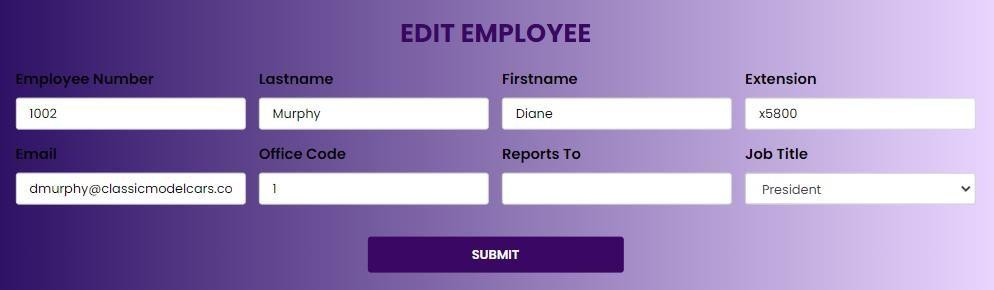 EDIT EMPLOYEE
Employee Number Lastname Firstname Extension
1002 Murphy Diane x5800
Email Office Code Reports To Job Title
dmurphy@classicmodelcars.co 1 President
SUBMIT